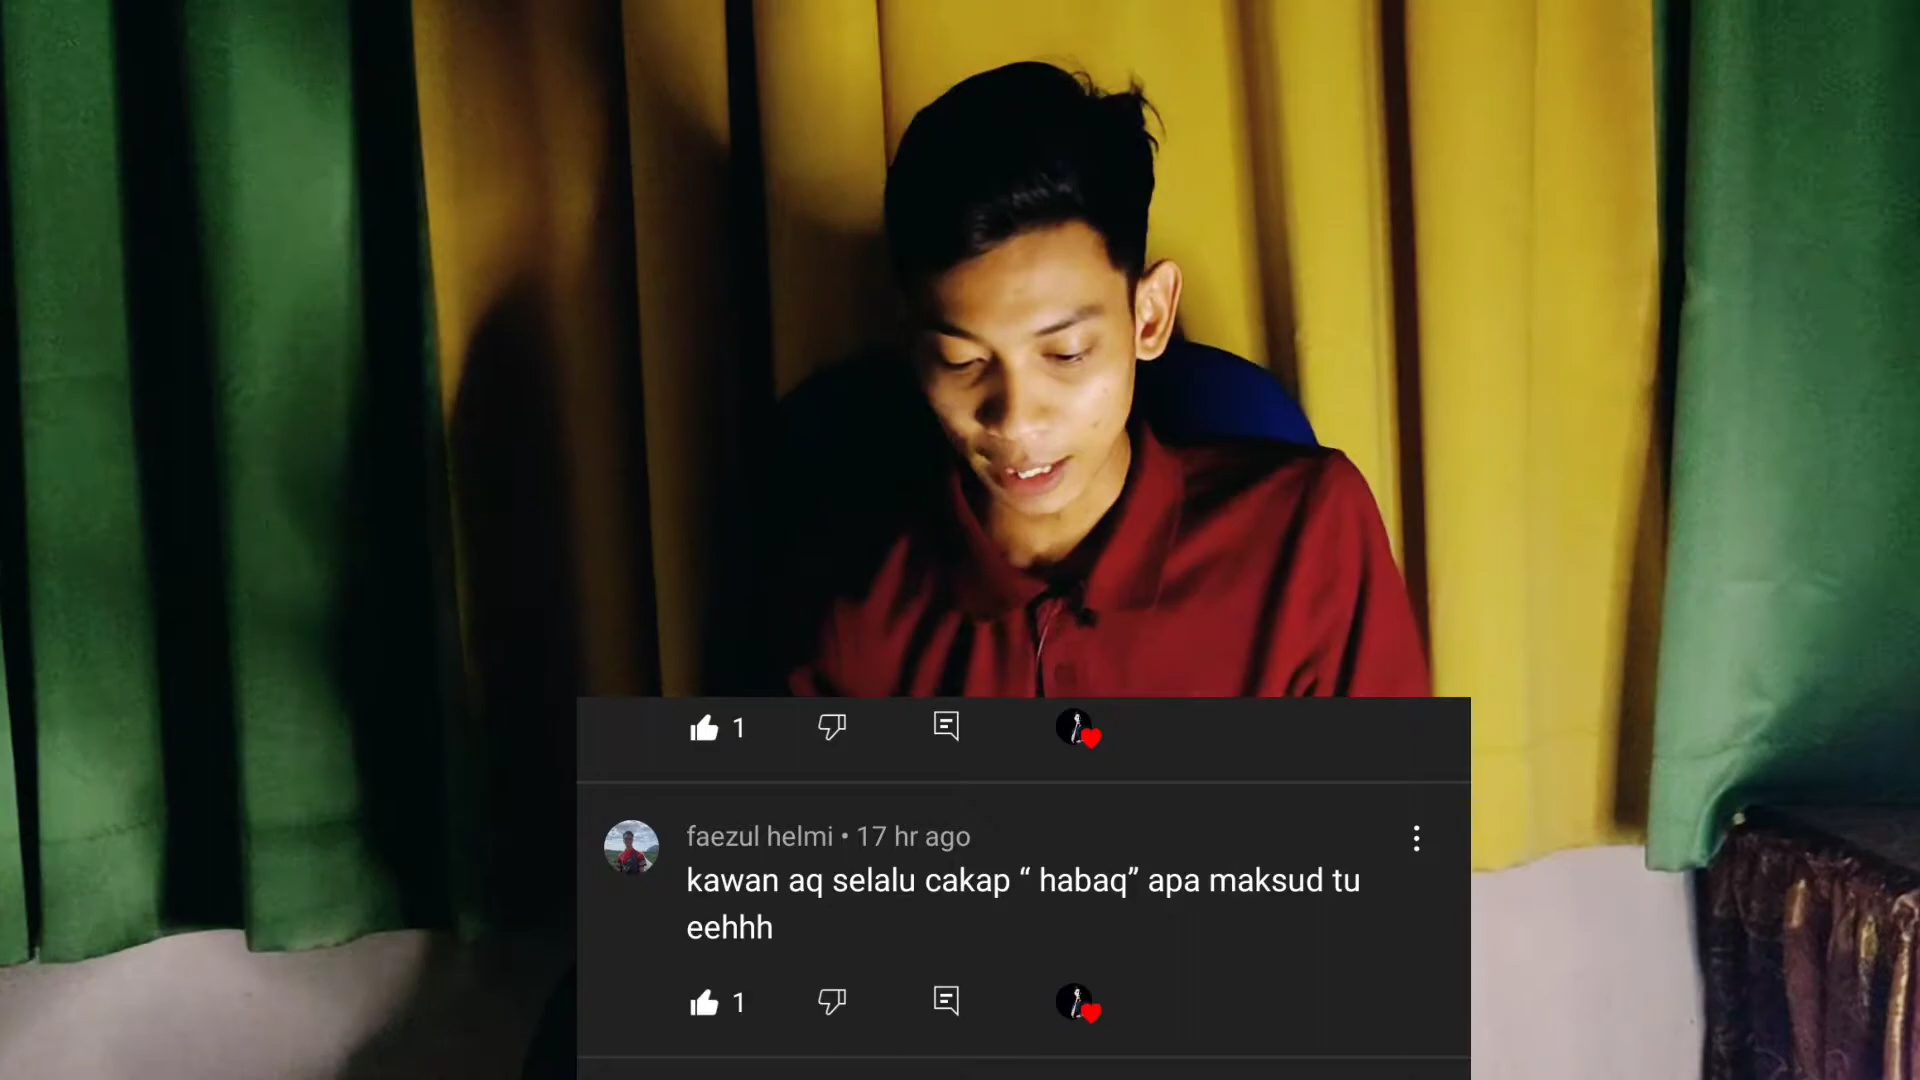 1
faezul helmi • 17 hr ago
kawan aq selalu cakap “ habaq” apa maksud tu
eehhh
1